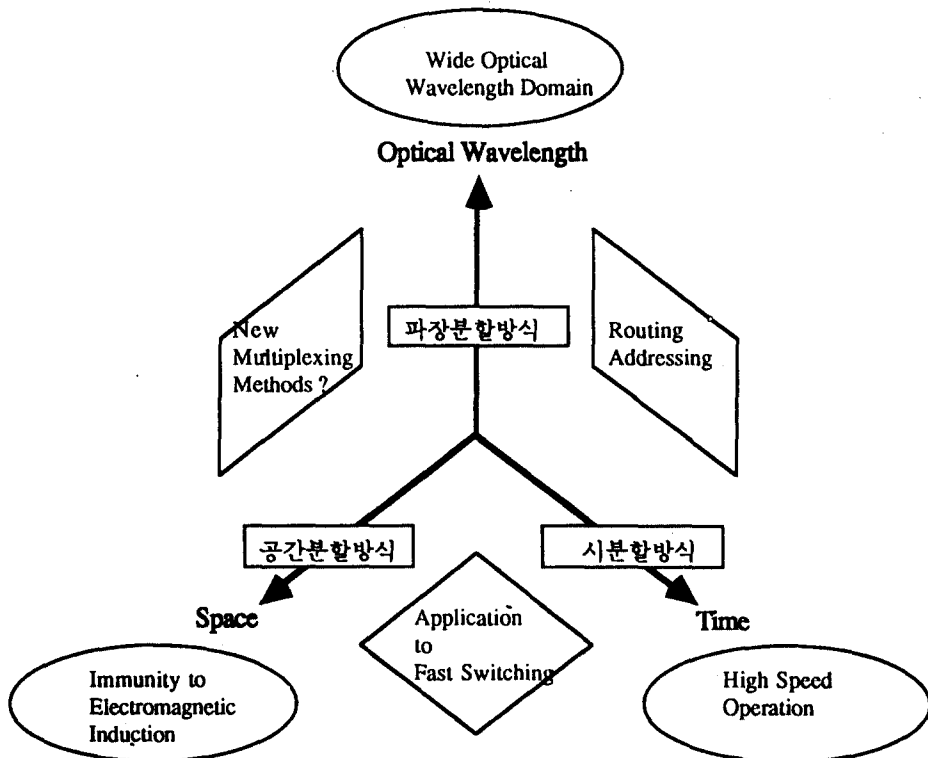 Wide Optical
Wavelength Domain
Optical Wavelength
New
Multiplexing
Methods ?
파장분할방식
Routing
Addressing
공간분할방식
시분할방식
Space
Application
to
Fast Switching
Time
Immunity to
Electromagnetic
Induction
High Speed
Operation